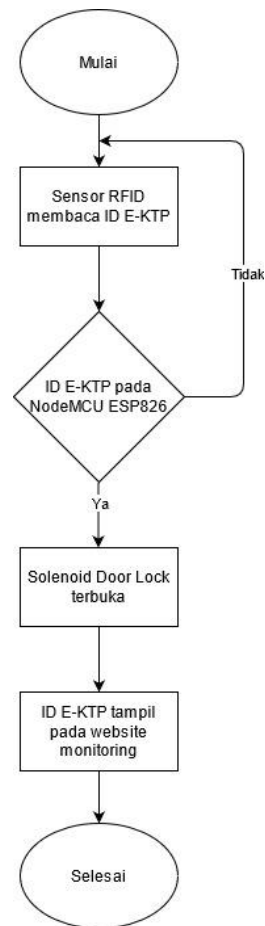 Mulai
Sensor RFID
membaca ID E-KTP
Tidak
ID E-KTP pada
NodeMCU ESP826
Ya
Solenoid Door Lock
terbuka
ID E-KTP tampil
pada website
monitoring
Selesai